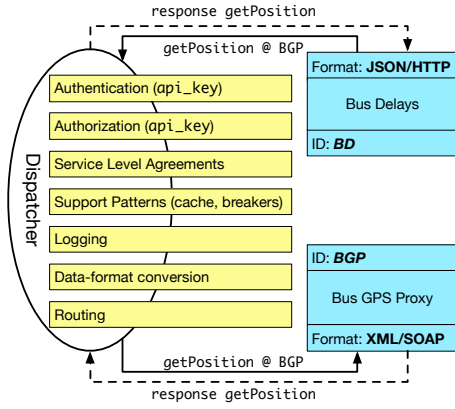 response getPosition
getPosition @ BGP
Format: JSON/HTTP
Bus Delays
ID: BD
Dispatcher
Authentication (api_key)
Authorization (api_key)
Service Level Agreements
Support Patterns (cache, breakers)
Logging
Data-format conversion
Routing
ID: BGP
Bus GPS Proxy
Format: XML/SOAP
getPosition @ BGP
response getPosition